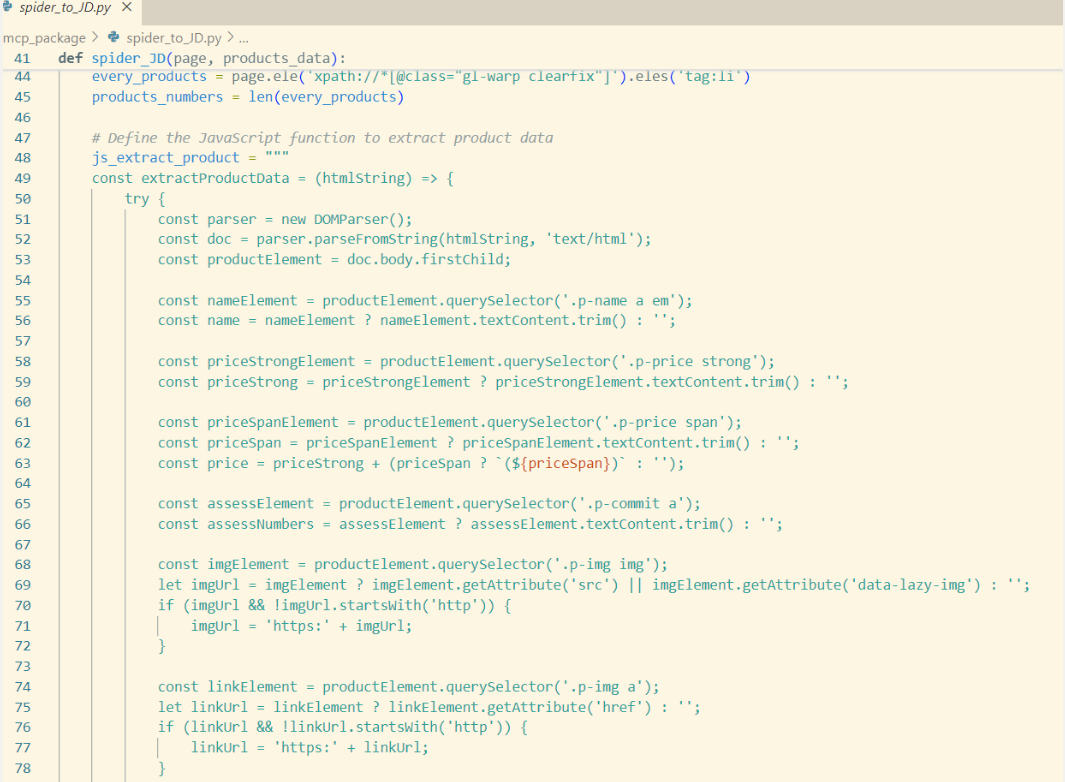 spider_to_JD.py ×
mcp_package > spider_to_JD.py > ...
41 def spider_JD(page, products_data):
44 every_products = page.ele('xpath://*[@class="gl-warp clearfix"]').eles('tag:li')
45 products_numbers = len(every_products)
46
47 # Define the JavaScript function to extract product data
48 js_extract_product = """
49 const extractProductData = (htmlString) => {
50 try {
51 const parser = new DOMParser();
52 const doc = parser.parseFromString(htmlString, 'text/html');
53 const productElement = doc.body.firstChild;
54
55 const nameElement = productElement.querySelector('.p-name a em');
56 const name = nameElement ? nameElement.textContent.trim() : '';
57
58 const priceStrongElement = productElement.querySelector('.p-price strong');
59 const priceStrong = priceStrongElement ? priceStrongElement.textContent.trim() : '';
60
61 const priceSpanElement = productElement.querySelector('.p-price span');
62 const priceSpan = priceSpanElement ? priceSpanElement.textContent.trim() : '';
63 const price = priceStrong + (priceSpan ? `(${priceSpan})` : '');
64
65 const assessElement = productElement.querySelector('.p-commit a');
66 const assessNumbers = assessElement ? assessElement.textContent.trim() : '';
67
68 const imgElement = productElement.querySelector('.p-img img');
69 let imgUrl = imgElement ? imgElement.getAttribute('src') || imgElement.getAttribute('data-lazy-img') : '';
70 if (imgUrl && !imgUrl.startsWith('http')) {
71 imgUrl = 'https:' + imgUrl;
72 }
73
74 const linkElement = productElement.querySelector('.p-img a');
75 let linkUrl = linkElement ? linkElement.getAttribute('href') : '';
76 if (linkUrl && !linkUrl.startsWith('http')) {
77 linkUrl = 'https:' + linkUrl;
78 }